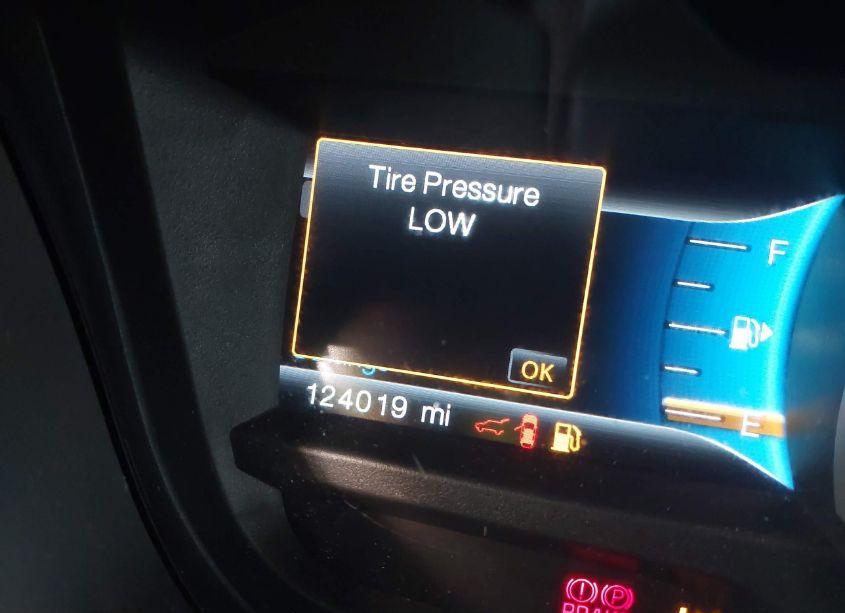 Tire Pressure
LOW
OK
F
E
124019 mi